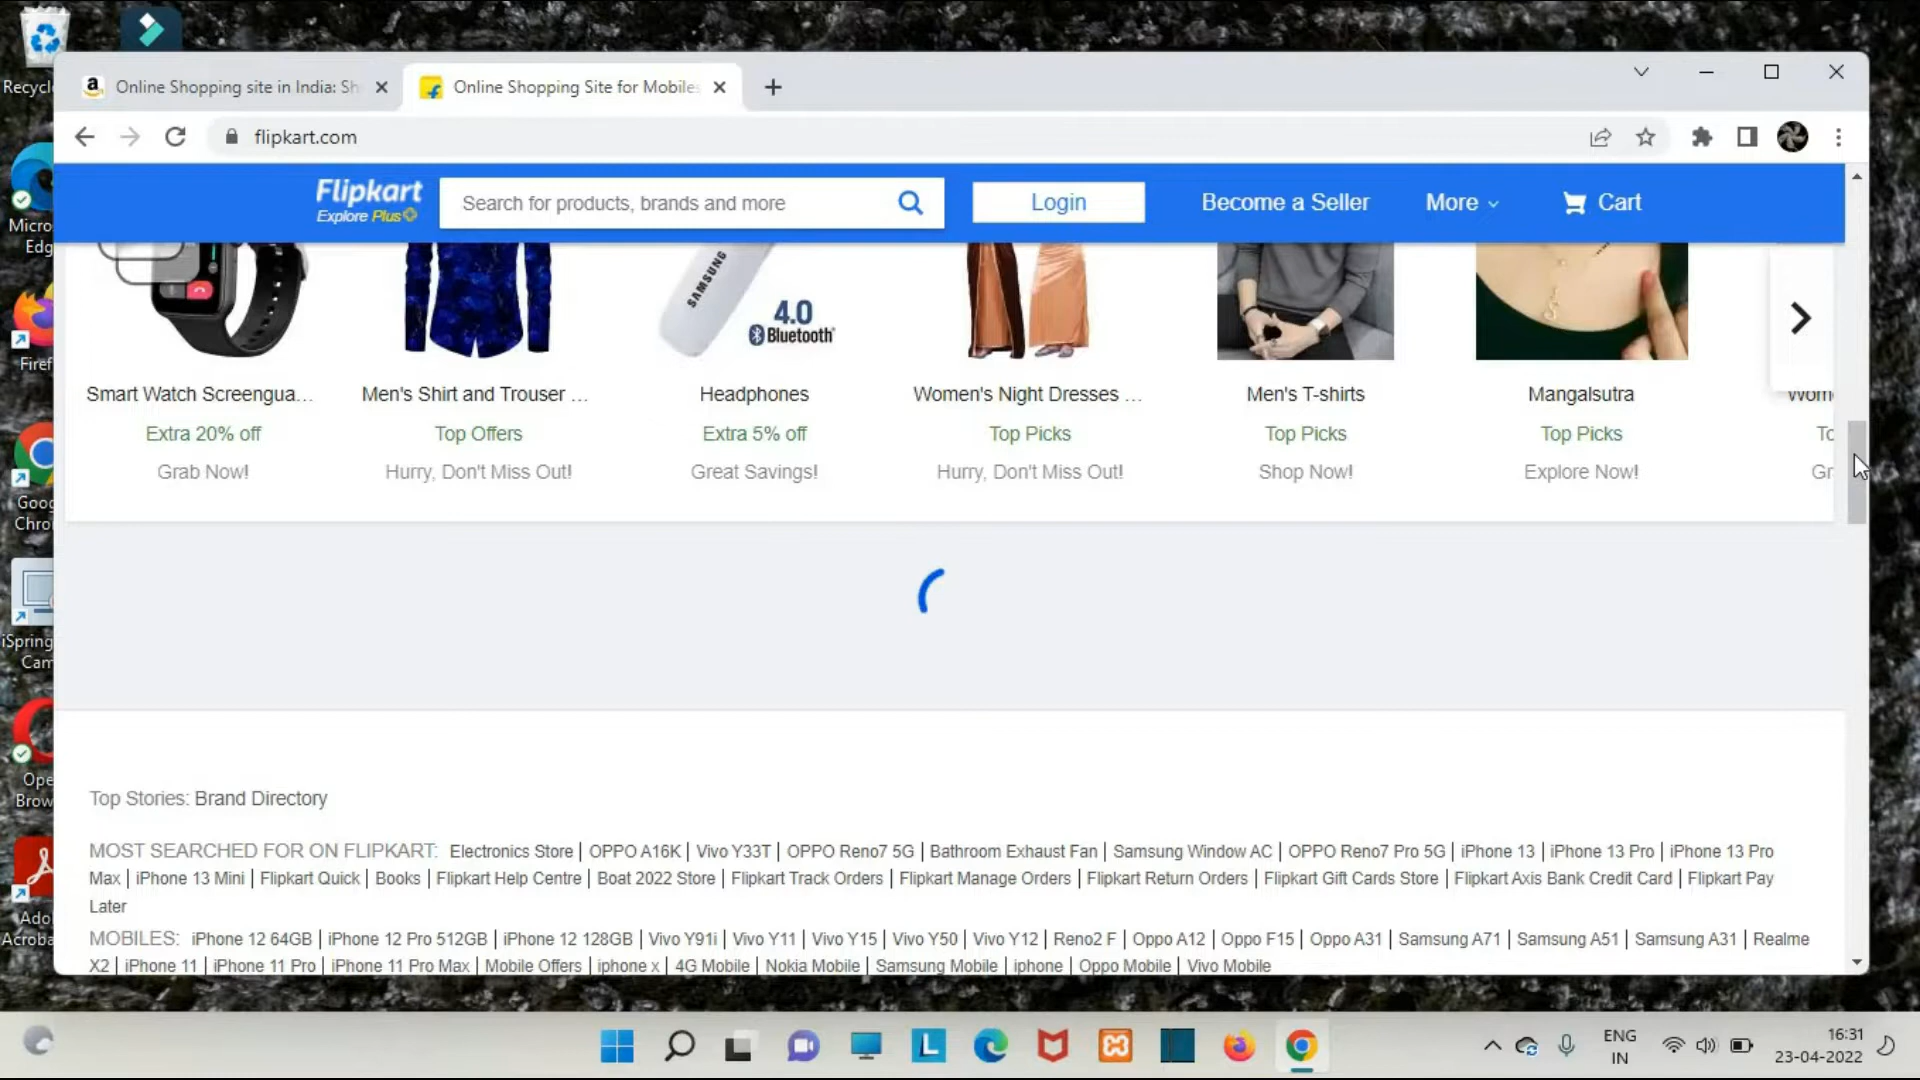 Recycl
Online Shopping site in India: Sh
Online Shopping Site for Mobiles
flipkart.com
Micro
Edg
Firef
Goog
Chro
iSpring
Cam
Ope
Brow
Ado
Acroba
Flipkart
Explore Plus
Search for products, brands and more
Login
Become a Seller
More
Cart
SAMSUNG
4.0
Bluetooth
Smart Watch Screengua...
Men's Shirt and Trouser ...
Headphones
Women's Night Dresses ...
Men's T-shirts
Mangalsutra
Wom
Extra 20% off
Top Offers
Extra 5% off
Top Picks
Top Picks
Top Picks
To
Grab Now!
Hurry, Don't Miss Out!
Great Savings!
Hurry, Don't Miss Out!
Shop Now!
Explore Now!
Gr
Top Stories: Brand Directory
MOST SEARCHED FOR ON FLIPKART: Electronics Store | OPPO A16K | Vivo Y33T | OPPO Reno7 5G | Bathroom Exhaust Fan | Samsung Window AC | OPPO Reno7 Pro 5G | iPhone 13 | iPhone 13 Pro | iPhone 13 Pro
Max | iPhone 13 Mini | Flipkart Quick | Books | Flipkart Help Centre | Boat 2022 Store | Flipkart Track Orders | Flipkart Manage Orders | Flipkart Return Orders | Flipkart Gift Cards Store | Flipkart Axis Bank Credit Card | Flipkart Pay
Later
MOBILES: iPhone 12 64GB | iPhone 12 Pro 512GB | iPhone 12 128GB | Vivo Y91i | Vivo Y11 | Vivo Y15 | Vivo Y50 | Vivo Y12 | Reno2 F | Oppo A12 | Oppo F15 | Oppo A31 | Samsung A71 | Samsung A51 | Samsung A31 | Realme
X2 | iPhone 11 | iPhone 11 Pro | iPhone 11 Pro Max | Mobile Offers | iphone x | 4G Mobile | Nokia Mobile | Samsung Mobile | iphone | Oppo Mobile | Vivo Mobile
ENG
IN
16:31
23-04-2022